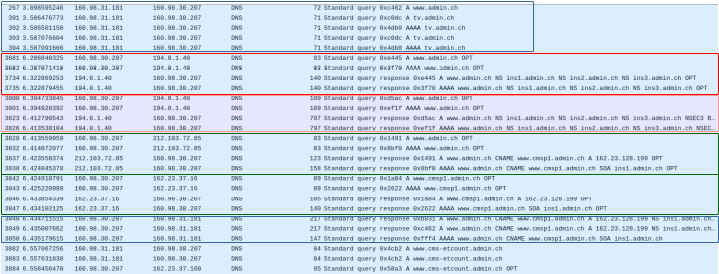 267 3.098595246 160.98.31.181 160.98.30.207 DNS 72 Standard query 0xc462 A www.admin.ch
391 3.586476773 160.98.31.181 160.98.30.207 DNS 71 Standard query 0xc0dc A tv.admin.ch
392 3.586501150 160.98.31.181 160.98.30.207 DNS 71 Standard query 0x4db0 AAAA tv.admin.ch
393 3.587076604 160.98.31.181 160.98.30.207 DNS 71 Standard query 0xc0dc A tv.admin.ch
394 3.587091666 160.98.31.181 160.98.30.207 DNS 71 Standard query 0x4db0 AAAA tv.admin.ch
3681 6.286840325 160.98.30.207 194.0.1.40 DNS 83 Standard query 0xe445 A www.admin.ch OPT
160.98.30.207 194.0.1.40 DNS 83 Standard query 0x3f70 AAAA www.admin.ch OPT
3734 6.322869253 194.0.1.40 160.98.30.207 DNS 140 Standard query response 0xe445 A www.admin.ch NS ins1.admin.ch NS ins2.admin.ch NS ins3.admin.ch OPT
3735 6.322879455 194.0.1.40 160.98.30.207 DNS 140 Standard query response 0x3f70 AAAA www.admin.ch NS ins1.admin.ch NS ins2.admin.ch NS ins3.admin.ch OPT
3800 6.394733845 160.98.30.207 194.0.1.40 DNS 109 Standard query 0xd5ac A www.admin.ch OPT
3801 6.394928392 160.98.30.207 194.0.1.40 DNS 109 Standard query 0xef1f AAAA www.admin.ch OPT
3823 6.412790543 194.0.1.40 160.98.30.207 DNS 797 Standard query response 0xd5ac A www.admin.ch NS ins1.admin.ch NS ins2.admin.ch NS ins3.admin.ch NSEC3 R…
3826 6.413538104 194.0.1.40 160.98.30.207 DNS 797 Standard query response 0xef1f AAAA www.admin.ch NS ins1.admin.ch NS ins2.admin.ch NS ins3.admin.ch NSEC…
3828 6.413559959 160.98.30.207 212.103.72.85 DNS 83 Standard query 0x1491 A www.admin.ch OPT
3832 6.414072077 160.98.30.207 212.103.72.85 DNS 83 Standard query 0x8bf0 AAAA www.admin.ch OPT
3837 6.423558374 212.103.72.85 160.98.30.207 DNS 123 Standard query response 0x1491 A www.admin.ch CNAME www.cmsp1.admin.ch A 162.23.128.199 OPT
3838 6.424045378 212.103.72.85 160.98.30.207 DNS 158 Standard query response 0x8bf0 AAAA www.admin.ch CNAME www.cmsp1.admin.ch SOA ins1.admin.ch OPT
3842 6.424910791 160.98.30.207 162.23.37.16 DNS 89 Standard query 0x1a84 A www.cmsp1.admin.ch OPT
3843 6.425220989 160.98.30.207 162.23.37.16 DNS 89 Standard query 0x2622 AAAA www.cmsp1.admin.ch OPT
3846 6.433854339 162.23.37.16 160.98.30.207 DNS 105 Standard query response 0x1a84 A www.cmsp1.admin.ch A 162.23.128.199 OPT
3847 6.434102125 162.23.37.16 160.98.30.207 DNS 140 Standard query response 0x2622 AAAA www.cmsp1.admin.ch SOA ins1.admin.ch OPT
3848 6.434711515 160.98.30.207 160.98.31.181 DNS 217 Standard query response A www.admin.ch CNAME www.cmsp1.admin.ch A 162.23.128.199 NS ins1.admin.ch…
3849 6.435007662 160.98.30.207 160.98.31.181 DNS 217 Standard query response 0xc462 A www.admin.ch CNAME www.cmsp1.admin.ch A 162.23.128.199 NS ins1.admin.ch…
3850 6.435179615 160.98.30.207 160.98.31.181 DNS 147 Standard query response 0xfff4 AAAA www.admin.ch CNAME www.cmsp1.admin.ch SOA ins1.admin.ch
3882 6.557067256 160.98.31.181 160.98.30.207 DNS 84 Standard query 0x4cb2 A www.cms-etcount.admin.ch
3883 6.557631830 160.98.31.181 160.98.30.207 DNS 84 Standard query 0x4cb2 A www.cms-etcount.admin.ch
3884 6.558456470 160.98.30.207 162.23.37.160 DNS 95 Standard query 0x58a3 A www.cms-etcount.admin.ch OPT